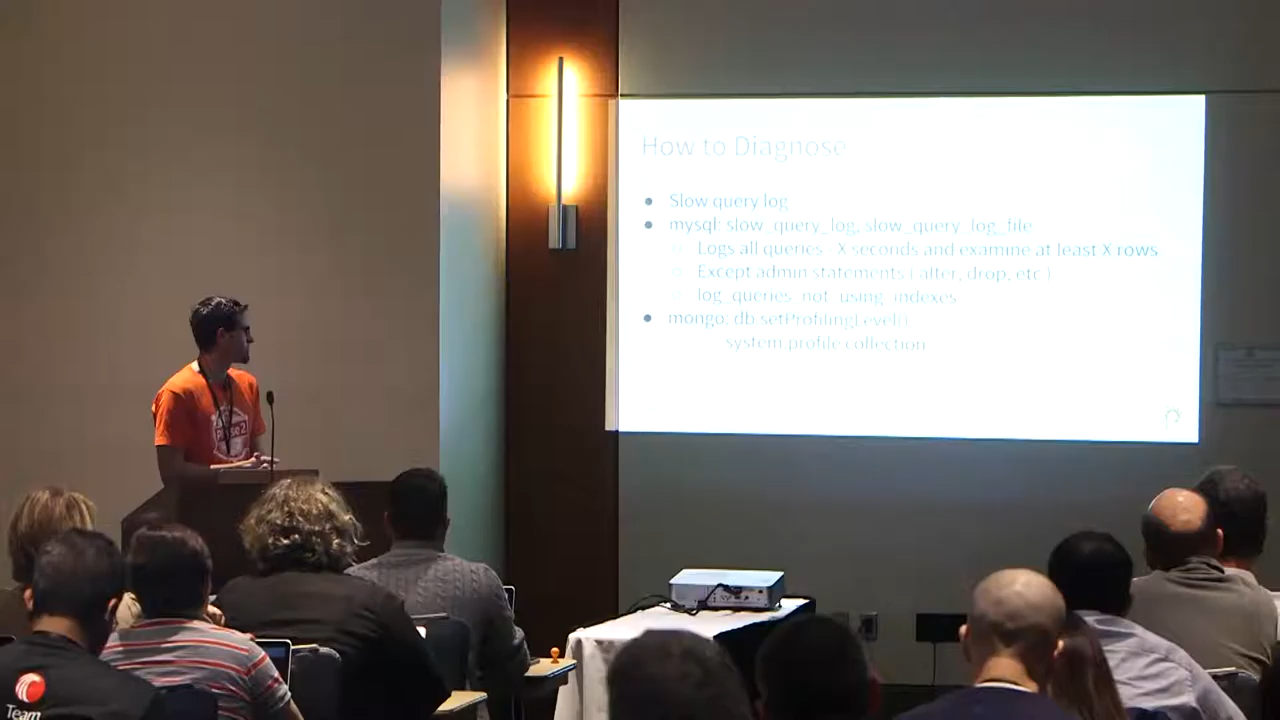 How to Diagnose
● Slow query log
● mysql: slow_query_log, slow_query_log_file
○ Logs all queries - X seconds and examine at least X rows
○ Except admin statements ( alter, drop, etc )
○ log_queries_not_using_indexes
● mongo: db.setProfilingLevel()
system.profile.collection
Phase2
Team